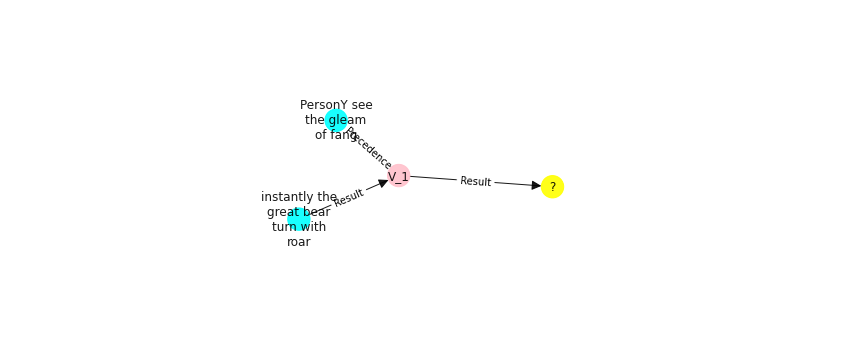 PersonY see
the gleam
of fang
Precedence
V_1
Result
?
instantly the
great bear
turn with
roar
Result